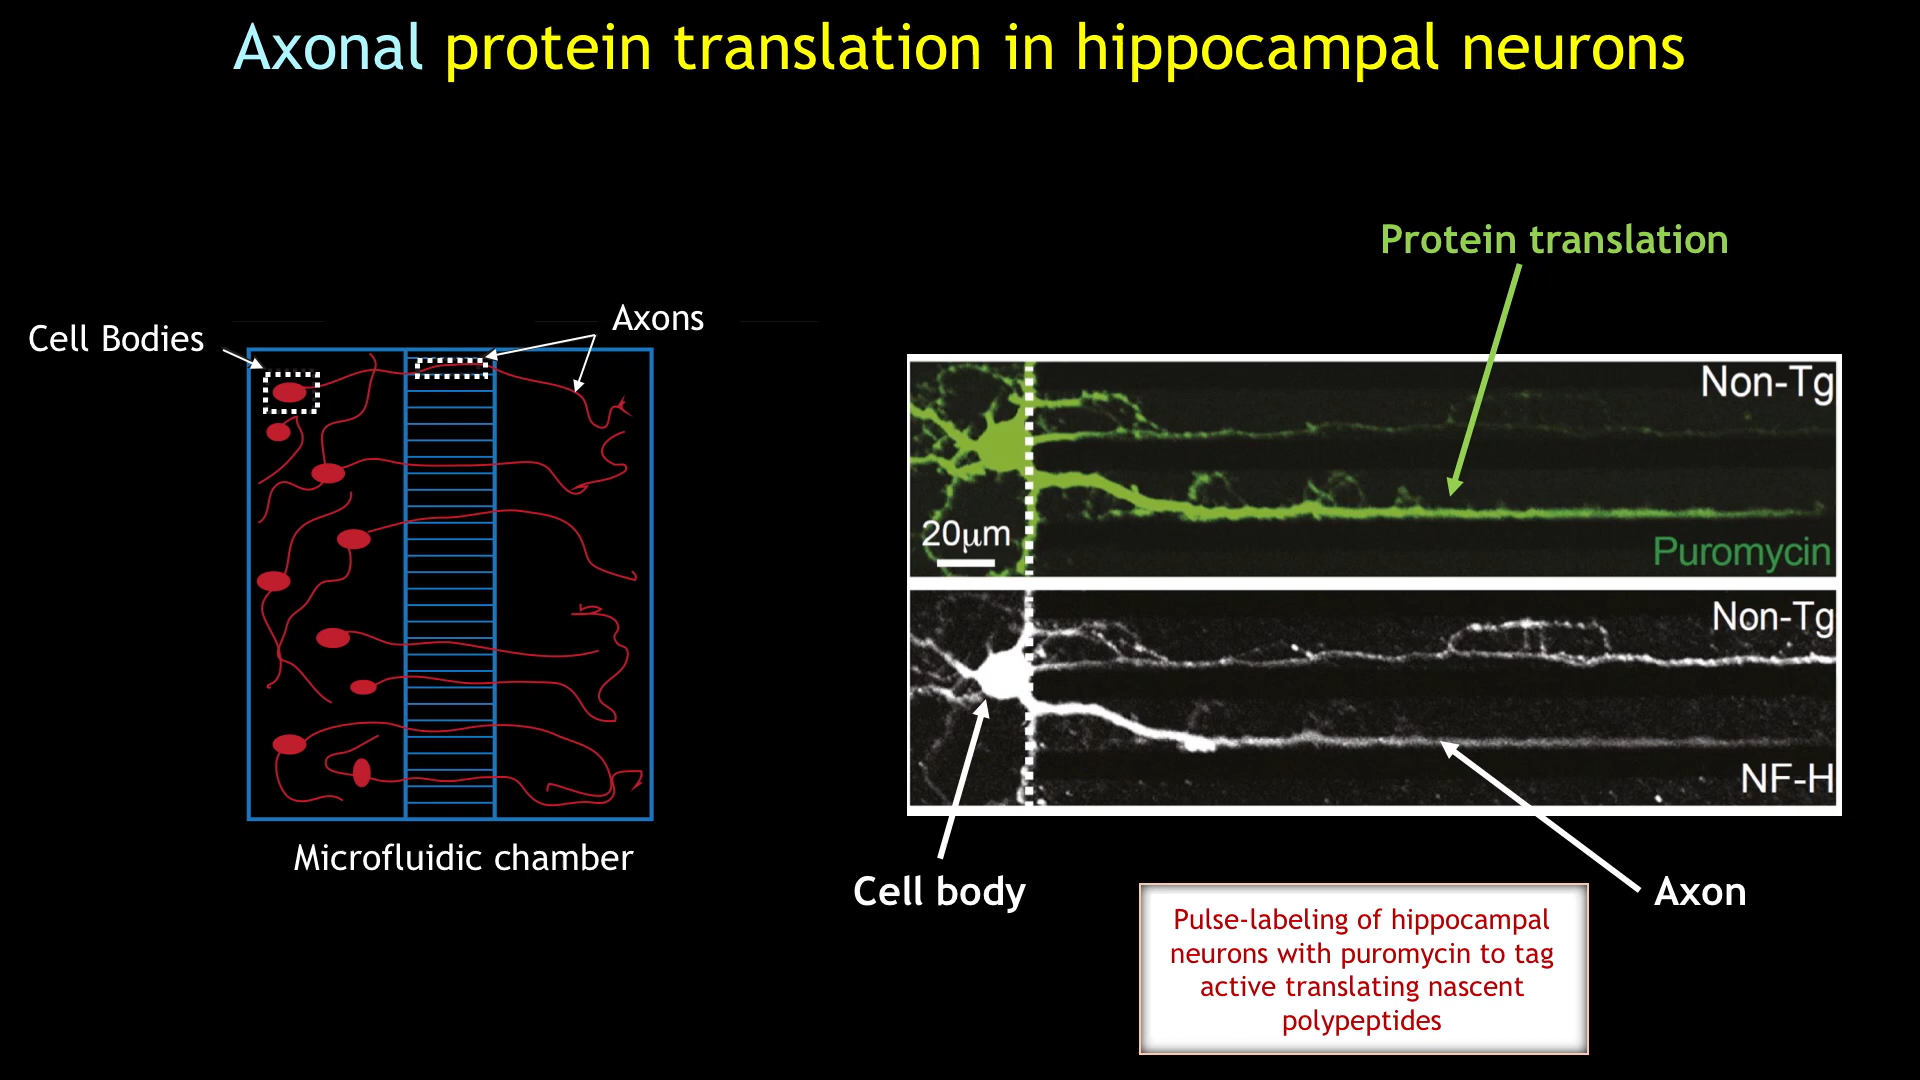 Axonal protein translation in hippocampal neurons
Protein translation
Cell Bodies
Axons
Non-Tg
20μm
Puromycin
Non-Tg
NF-H
Microfluidic chamber
Cell body
Axon
Pulse-labeling of hippocampal
neurons with puromycin to tag
active translating nascent
polypeptides